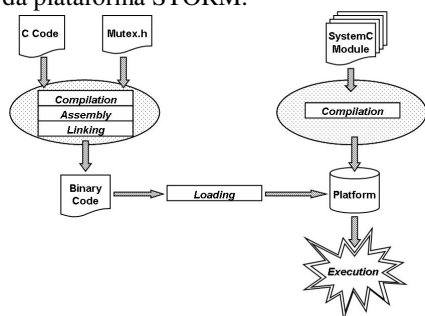 da plataforma STORM.
C Code
Mutex.h
SystemC
Module
Compilation
Assembly
Linking
Compilation
Binary
Code
Loading
Platform
Execution